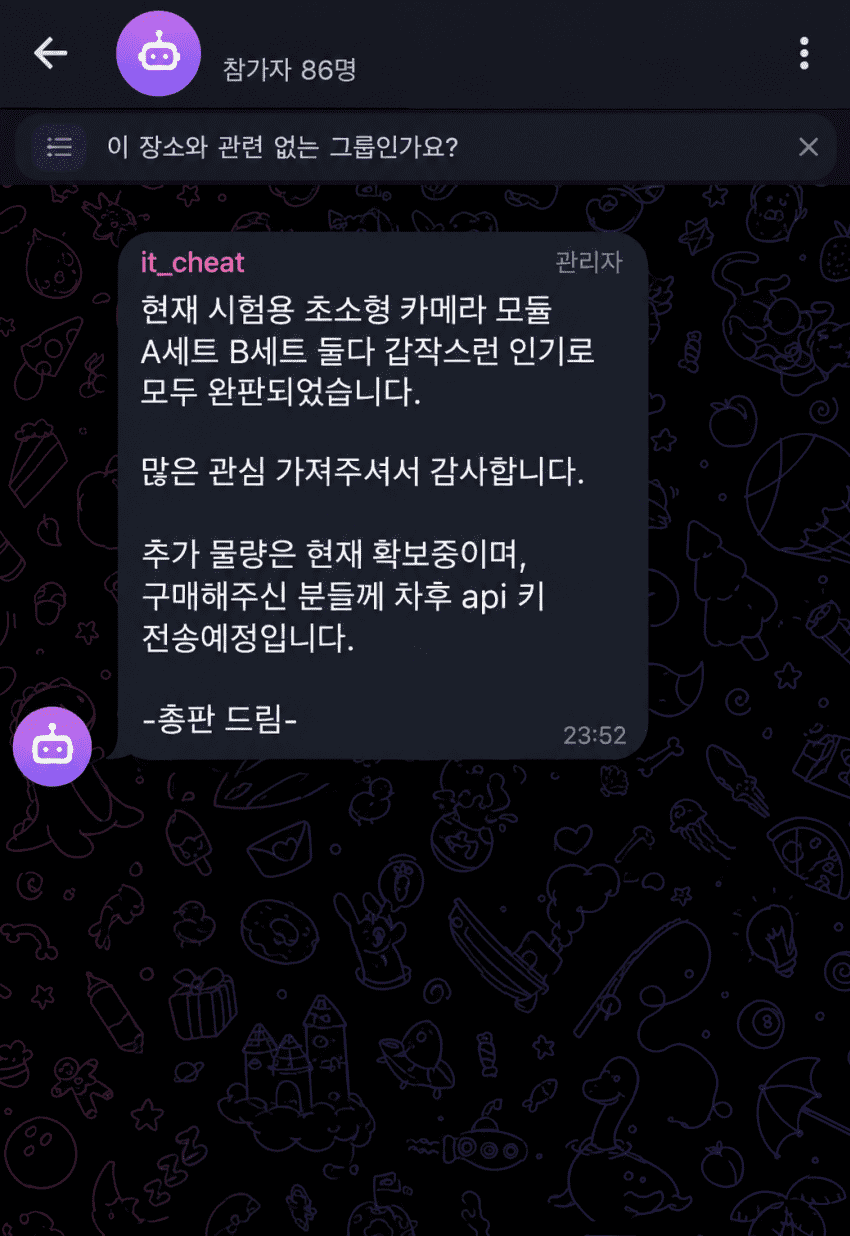 참가자 86명
이 장소와 관련 없는 그룹인가요?
it_cheat 관리자
현재 시험용 초소형 카메라 모듈
A세트 B세트 둘다 갑작스런 인기로
모두 완판되었습니다.
많은 관심 가져주셔서 감사합니다.
추가 물량은 현재 확보중이며,
구매해주신 분들께 차후 api 키
전송예정입니다.
-총판 드림-
23:52